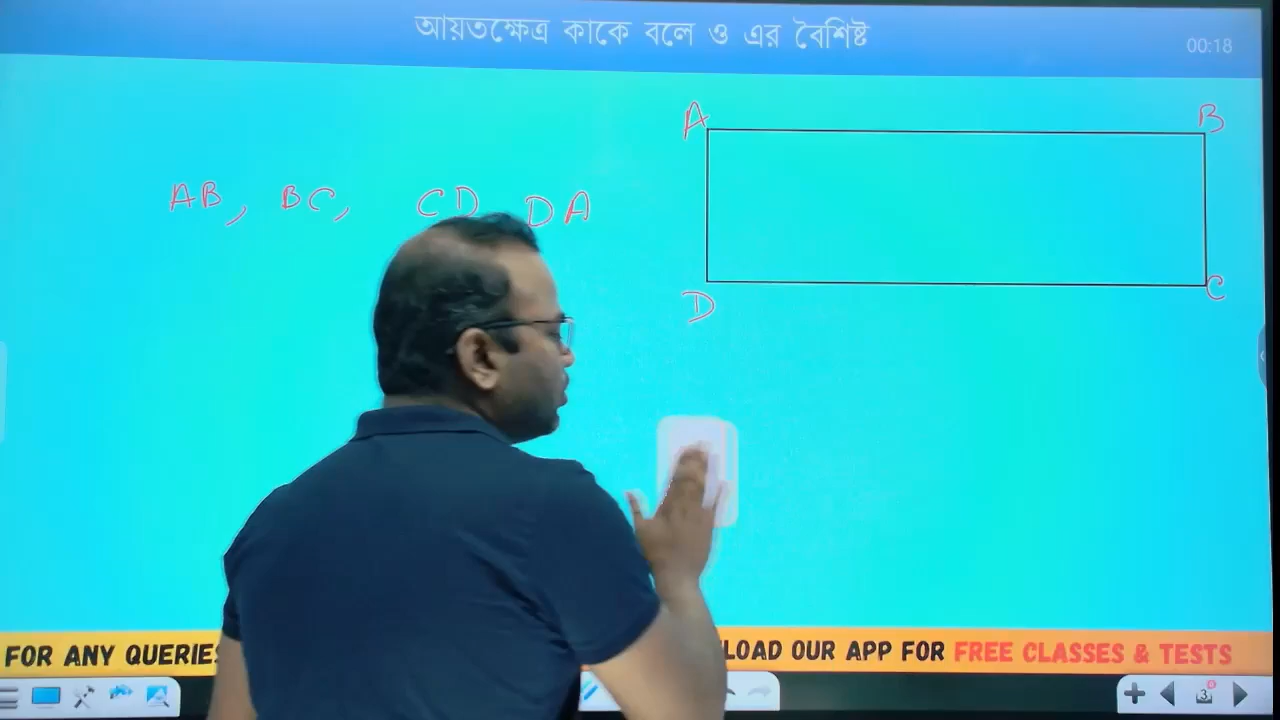 আয়তক্ষেত্র কাকে বলে ও এর বৈশিষ্ট
00:18
A B
AB, BC, CD DA
D C
FOR ANY QUERIES LOAD OUR APP FOR FREE CLASSES & TESTS
3